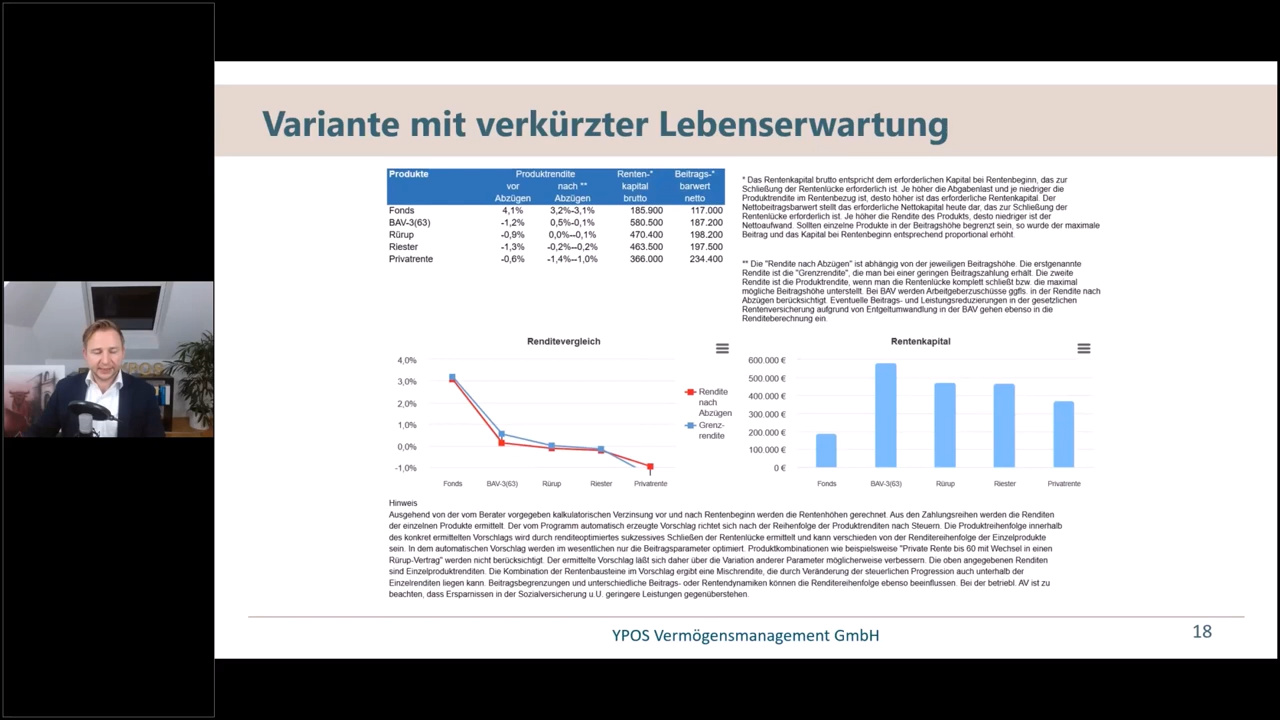 Variante mit verkürzter Lebenserwartung
Produkte Produktrendite Renten-* Beitrags-*
vor nach ** kapital barwert
Abzügen Abzügen brutto netto
Fonds 4,1% 3,2%-3,1% 185.900 117.000
BAV-3(63) -1,2% 0,5%-0,1% 580.500 187.200
Rürup -0,9% 0,0%--0,1% 470.400 198.200
Riester -1,3% -0,2%--0,2% 463.500 197.500
Privatrente -0,6% -1,4%--1,0% 366.000 234.400
* Das Rentenkapital brutto entspricht dem erforderlichen Kapital bei Rentenbeginn, das zur
Schließung der Rentenlücke erforderlich ist. Je höher die Abgabenlast und je niedriger die
Produktrendite im Rentenbezug ist, desto höher ist das erforderliche Rentenkapital. Der
Nettobeitragsbarwert stellt das erforderliche Nettokapital heute dar, das zur Schließung der
Rentenlücke erforderlich ist. Je höher die Rendite des Produkts, desto niedriger ist der
Nettoaufwand. Sollten einzelne Produkte in der Beitragshöhe begrenzt sein, so wurde der maximale
Beitrag und das Kapital bei Rentenbeginn entsprechend proportional erhöht.
** Die "Rendite nach Abzügen" ist abhängig von der jeweiligen Beitragshöhe. Die erstgenannte
Rendite ist die "Grenzrendite", die man bei einer geringen Beitragszahlung erhält. Die zweite
Rendite ist die Produktrendite, wenn man die Rentenlücke komplett schließt bzw. die maximal
mögliche Beitragshöhe unterstellt. Bei BAV werden Arbeitgeberzuschüsse ggfls. in der Rendite nach
Abzügen berücksichtigt. Eventuelle Beitrags- und Leistungsreduzierungen in der gesetzlichen
Rentenversicherung aufgrund von Entgeltumwandlung in der BAV gehen ebenso in die
Renditeberechnung ein.
Renditevergleich
4,0%
3,0%
2,0%
1,0%
0,0%
-1,0%
Fonds BAV-3(63) Rürup Riester Privatrente
Rendite
nach
Abzügen
Grenz-
rendite
Rentenkapital
600.000 €
500.000 €
400.000 €
300.000 €
200.000 €
100.000 €
0 €
Fonds BAV-3(63) Rürup Riester Privatrente
Hinweis
Ausgehend von der vom Berater vorgegeben kalkulatorischen Verzinsung vor und nach Rentenbeginn werden die Rentenhöhen gerechnet. Aus den Zahlungsreihen werden die Renditen
der einzelnen Produkte ermittelt. Der vom Programm automatisch erzeugte Vorschlag richtet sich nach der Reihenfolge der Produktrenditen nach Steuern. Die Produktreihenfolge innerhalb
des konkret ermittelten Vorschlags wird durch renditeoptimiertes sukzessives Schließen der Rentenlücke ermittelt und kann verschieden von der Renditereihenfolge der Einzelprodukte
sein. In dem automatischen Vorschlag werden im wesentlichen nur die Beitragsparameter optimiert. Produktkombinationen wie beispielsweise "Private Rente bis 60 mit Wechsel in einen
Rürup-Vertrag" werden nicht berücksichtigt. Der ermittelte Vorschlag läßt sich daher über die Variation anderer Parameter möglicherweise verbessern. Die oben angegebenen Renditen
sind Einzelproduktrenditen. Die Kombination der Rentenbausteine im Vorschlag ergibt eine Mischrendite, die durch Veränderung der steuerlichen Progression auch unterhalb der
Einzelrenditen liegen kann. Beitragsbegrenzungen und unterschiedliche Beitrags- oder Rentendynamiken können die Renditereihenfolge ebenso beeinflussen. Bei der betriebl. AV ist zu
beachten, dass Ersparnissen in der Sozialversicherung u.U. geringere Leistungen gegenüberstehen.
YPOS Vermögensmanagement GmbH
18